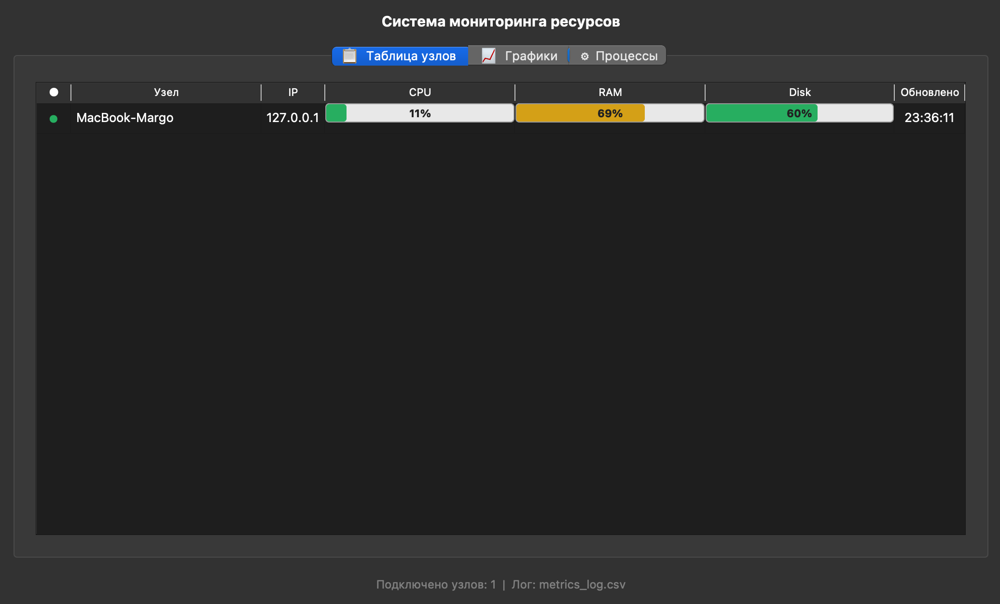 Система мониторинга ресурсов
Таблица узлов Графики Процессы
Узел IP CPU RAM Disk Обновлено
MacBook-Margo 127.0.0.1 11% 69% 60% 23:36:11
Подключено узлов: 1 | Лог: metrics_log.csv